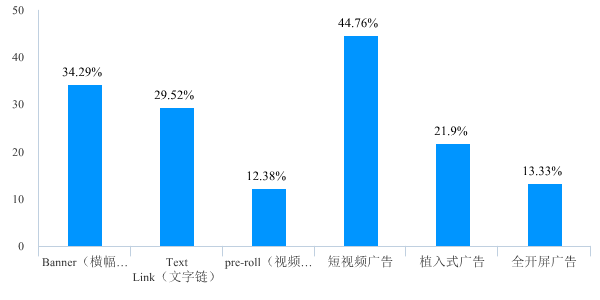 50
40
30
20
10
0
34.29%
29.52%
12.38%
44.76%
21.9%
13.33%
Banner（横幅…
Text
Link（文字链）
pre-roll（视频…
短视频广告
植入式广告
全开屏广告